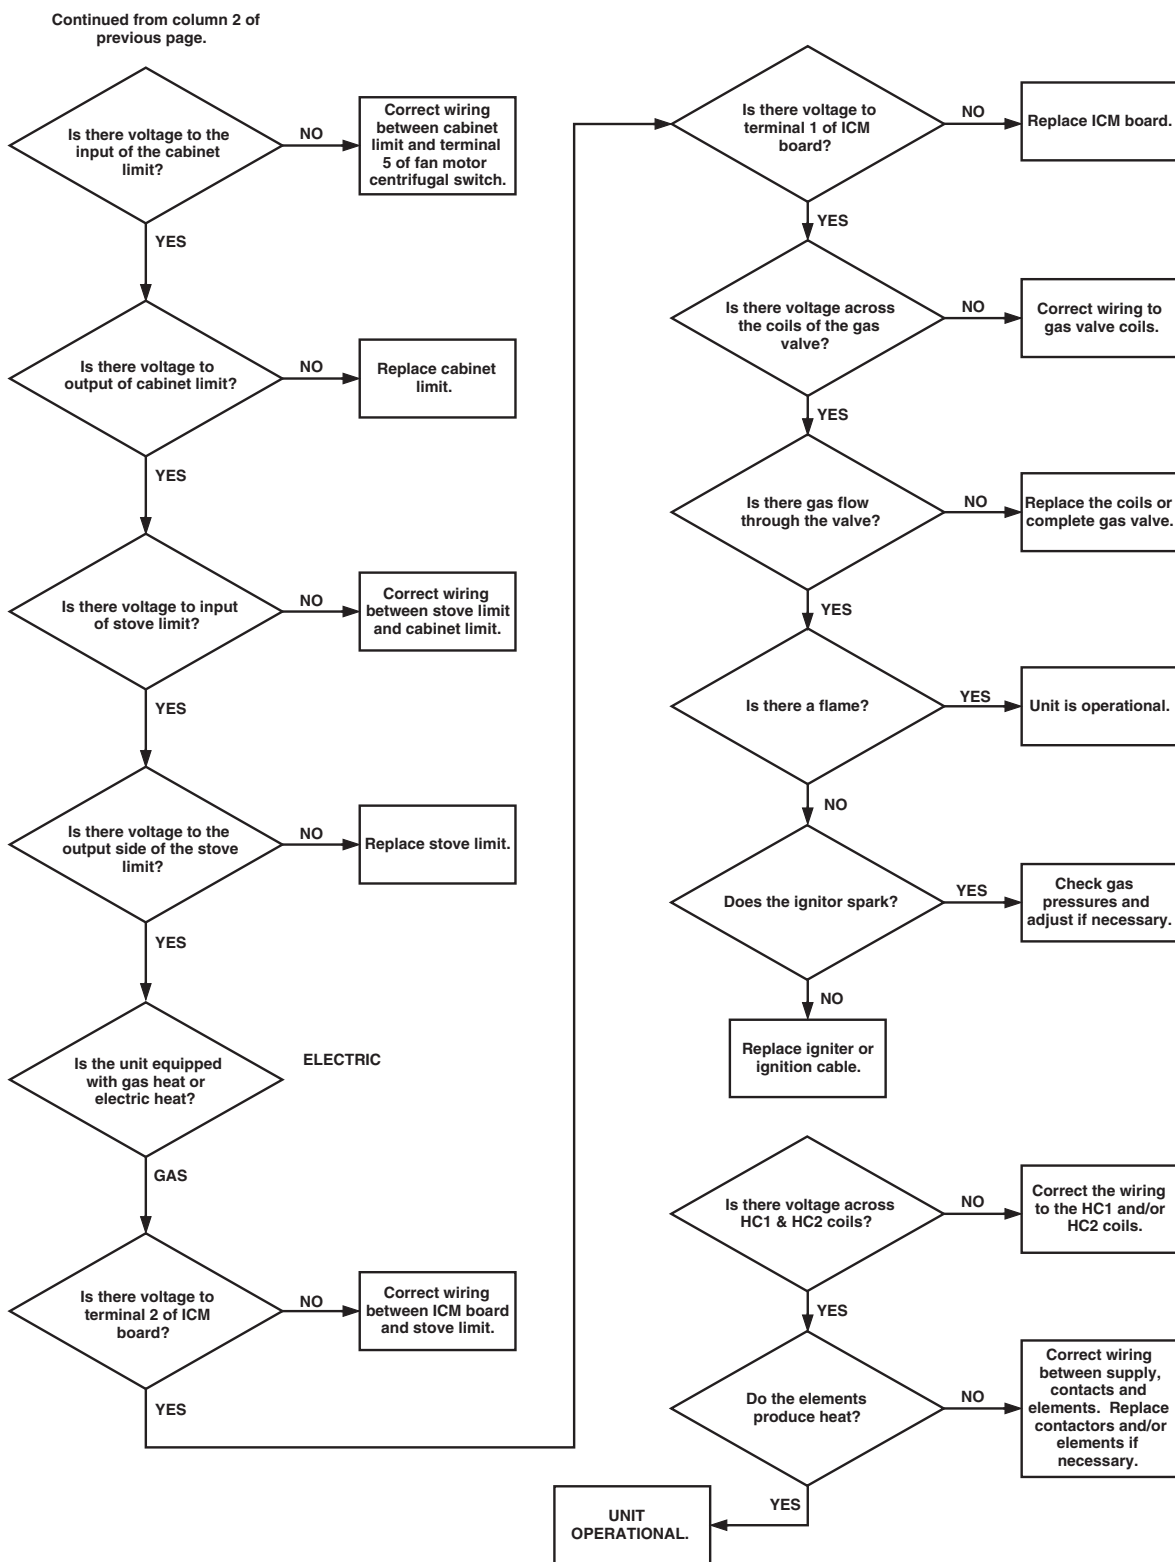 Continued from column 2 of
previous page.
Is there voltage to the
input of the cabinet
limit?
NO
Correct wiring
between cabinet
limit and terminal
5 of fan motor
centrifugal switch.
YES
Is there voltage to
output of cabinet limit?
NO
Replace cabinet
limit.
YES
Is there voltage to input
of stove limit?
NO
Correct wiring
between stove limit
and cabinet limit.
YES
Is there voltage to the
output side of the stove
limit?
NO
Replace stove limit.
YES
Is the unit equipped
with gas heat or
electric heat?
ELECTRIC
GAS
Is there voltage to
terminal 2 of ICM
board?
NO
Correct wiring
between ICM board
and stove limit.
YES
Is there voltage to
terminal 1 of ICM
board?
NO
Replace ICM board.
YES
Is there voltage across
the coils of the gas
valve?
NO
Correct wiring to
gas valve coils.
YES
Is there gas flow
through the valve?
NO
Replace the coils or
complete gas valve.
YES
Is there a flame?
YES
Unit is operational.
NO
Does the ignitor spark?
YES
Check gas
pressures and
adjust if necessary.
NO
Replace igniter or
ignition cable.
Is there voltage across
HC1 & HC2 coils?
NO
Correct the wiring
to the HC1 and/or
HC2 coils.
YES
Do the elements
produce heat?
NO
Correct wiring
between supply,
contacts and
elements.  Replace
contactors and/or
elements if
necessary.
YES
UNIT
OPERATIONAL.